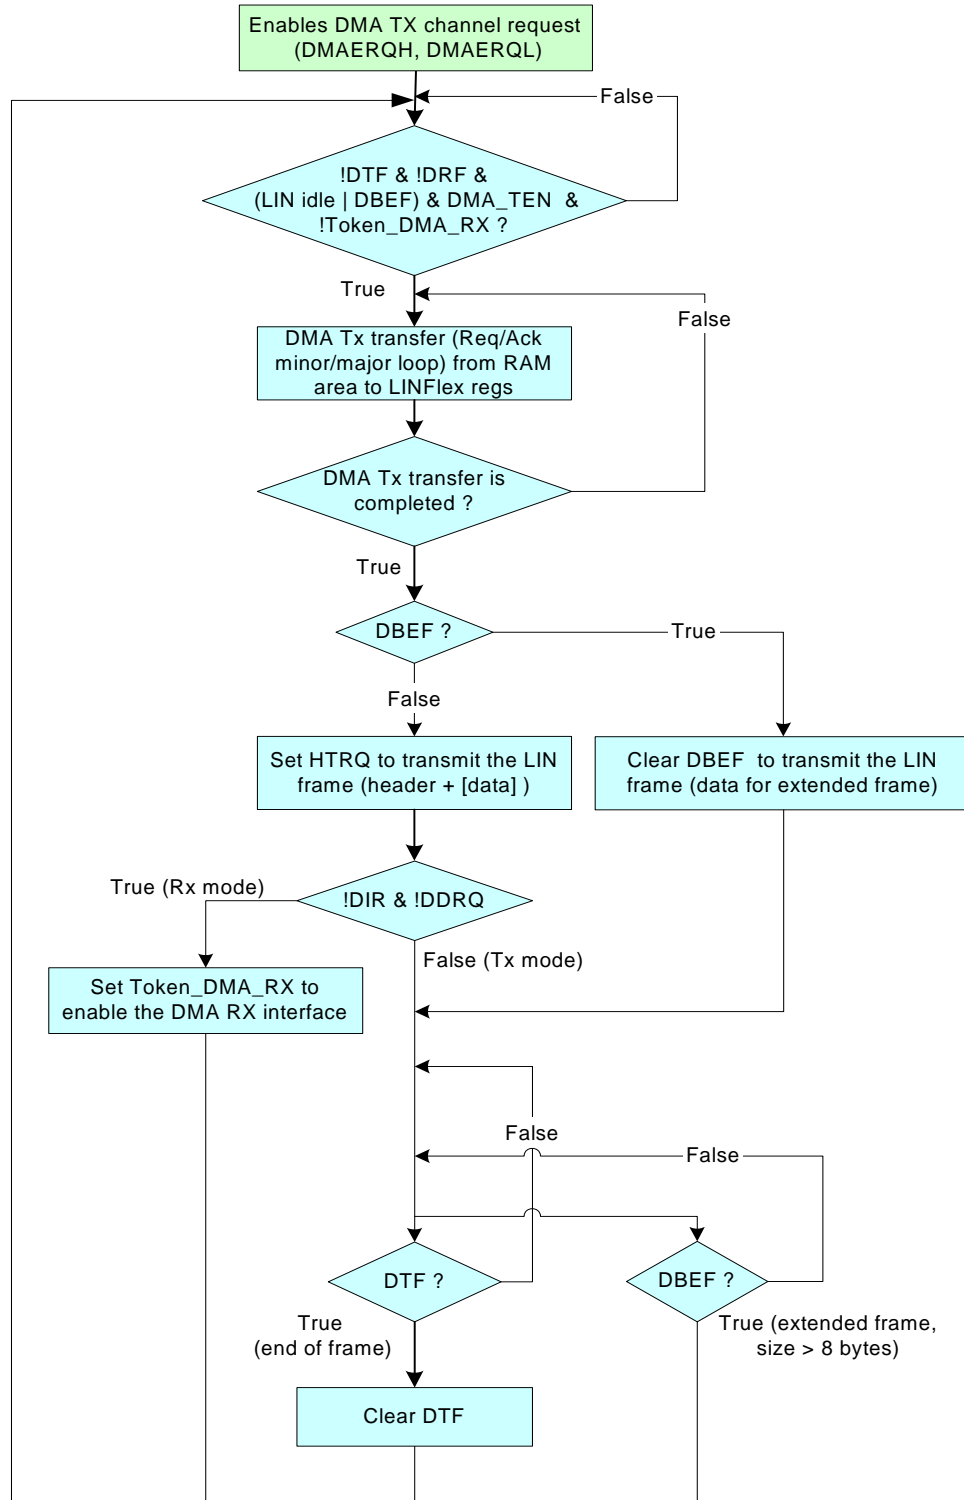 Enables DMA TX channel request
(DMAERQH, DMAERQL)
False
!DTF & !DRF &
(LIN idle | DBEF) & DMA_TEN &
!Token_DMA_RX ?
True
False
DMA Tx transfer (Req/Ack
minor/major loop) from RAM
area to LINFlex regs
DMA Tx transfer is
completed ?
True
DBEF ?
True
False
Set HTRQ to transmit the LIN
frame (header + [data] )
Clear DBEF to transmit the LIN
frame (data for extended frame)
True (Rx mode)
!DIR & !DDRQ
False (Tx mode)
Set Token_DMA_RX to
enable the DMA RX interface
False
False
DTF ?
DBEF ?
True
(end of frame)
True (extended frame,
size > 8 bytes)
Clear DTF